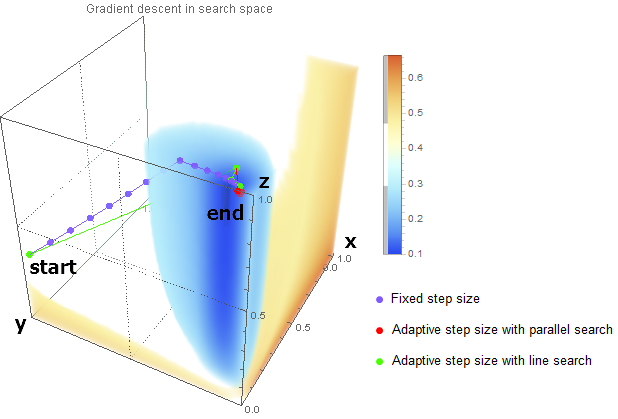 Gradient descent in search space
start
end
x
y
z
1.0
0.5
0.0
0.5
0.0
1.0
0.6
0.5
0.4
0.3
0.2
0.1
Fixed step size
Adaptive step size with parallel search
Adaptive step size with line search